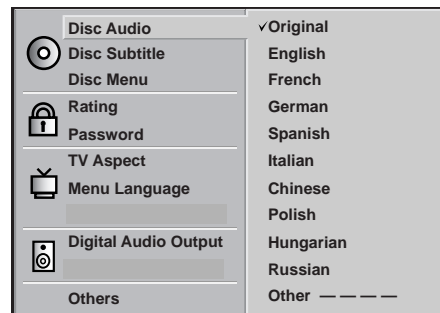 Disc Audio
Disc Subtitle
Disc Menu
Rating
Password
TV Aspect
Menu Language
Digital Audio Output
Others
✓Original
English
French
German
Spanish
Italian
Chinese
Polish
Hungarian
Russian
Other — — — —